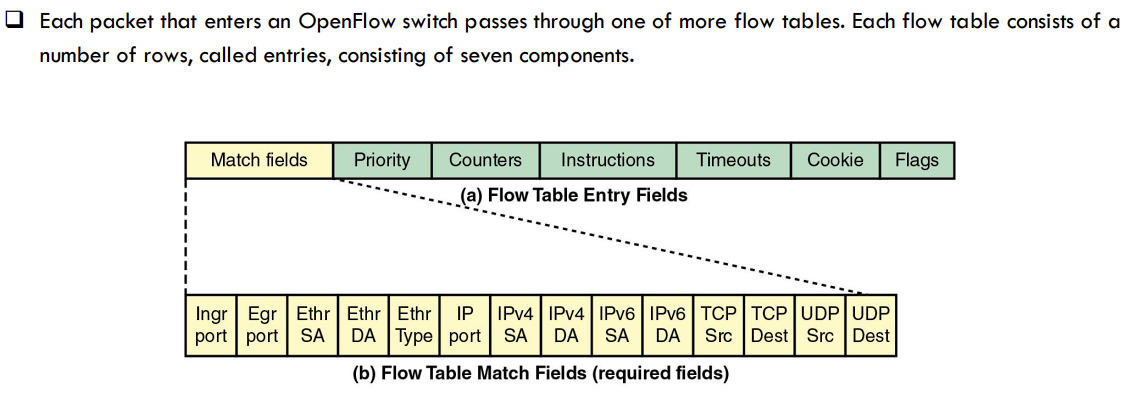 ❑ Each packet that enters an OpenFlow switch passes through one of more flow tables. Each flow table consists of a
number of rows, called entries, consisting of seven components.
Match fields Priority Counters Instructions Timeouts Cookie Flags
(a) Flow Table Entry Fields
Ingr Egr Ethr Ethr Ethr IP IPv4 IPv4 IPv6 IPv6 TCP TCP UDP UDP
port port SA DA Type port SA DA SA DA Src Dest Src Dest
(b) Flow Table Match Fields (required fields)